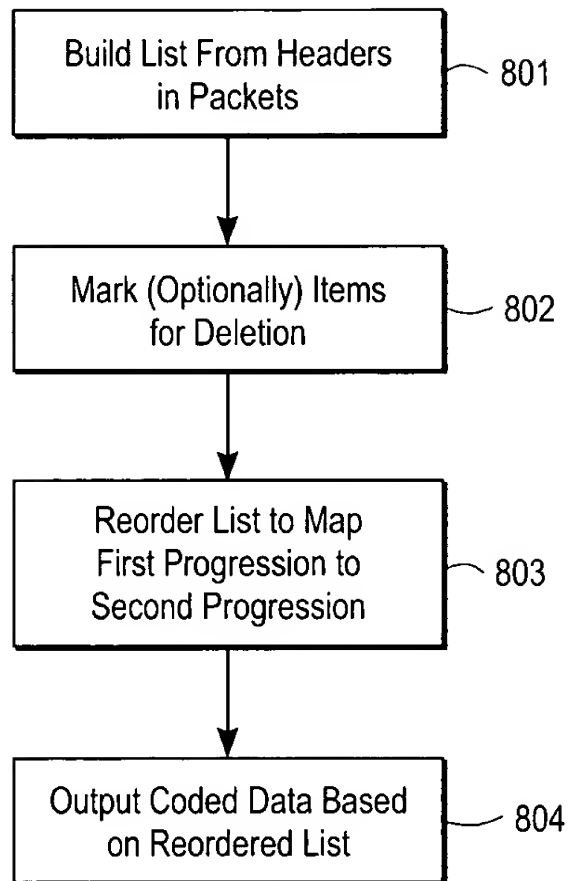 Build List From Headers
in Packets
801
Mark (Optionally) Items
for Deletion
802
Reorder List to Map
First Progression to
Second Progression
803
Output Coded Data Based
on Reordered List
804